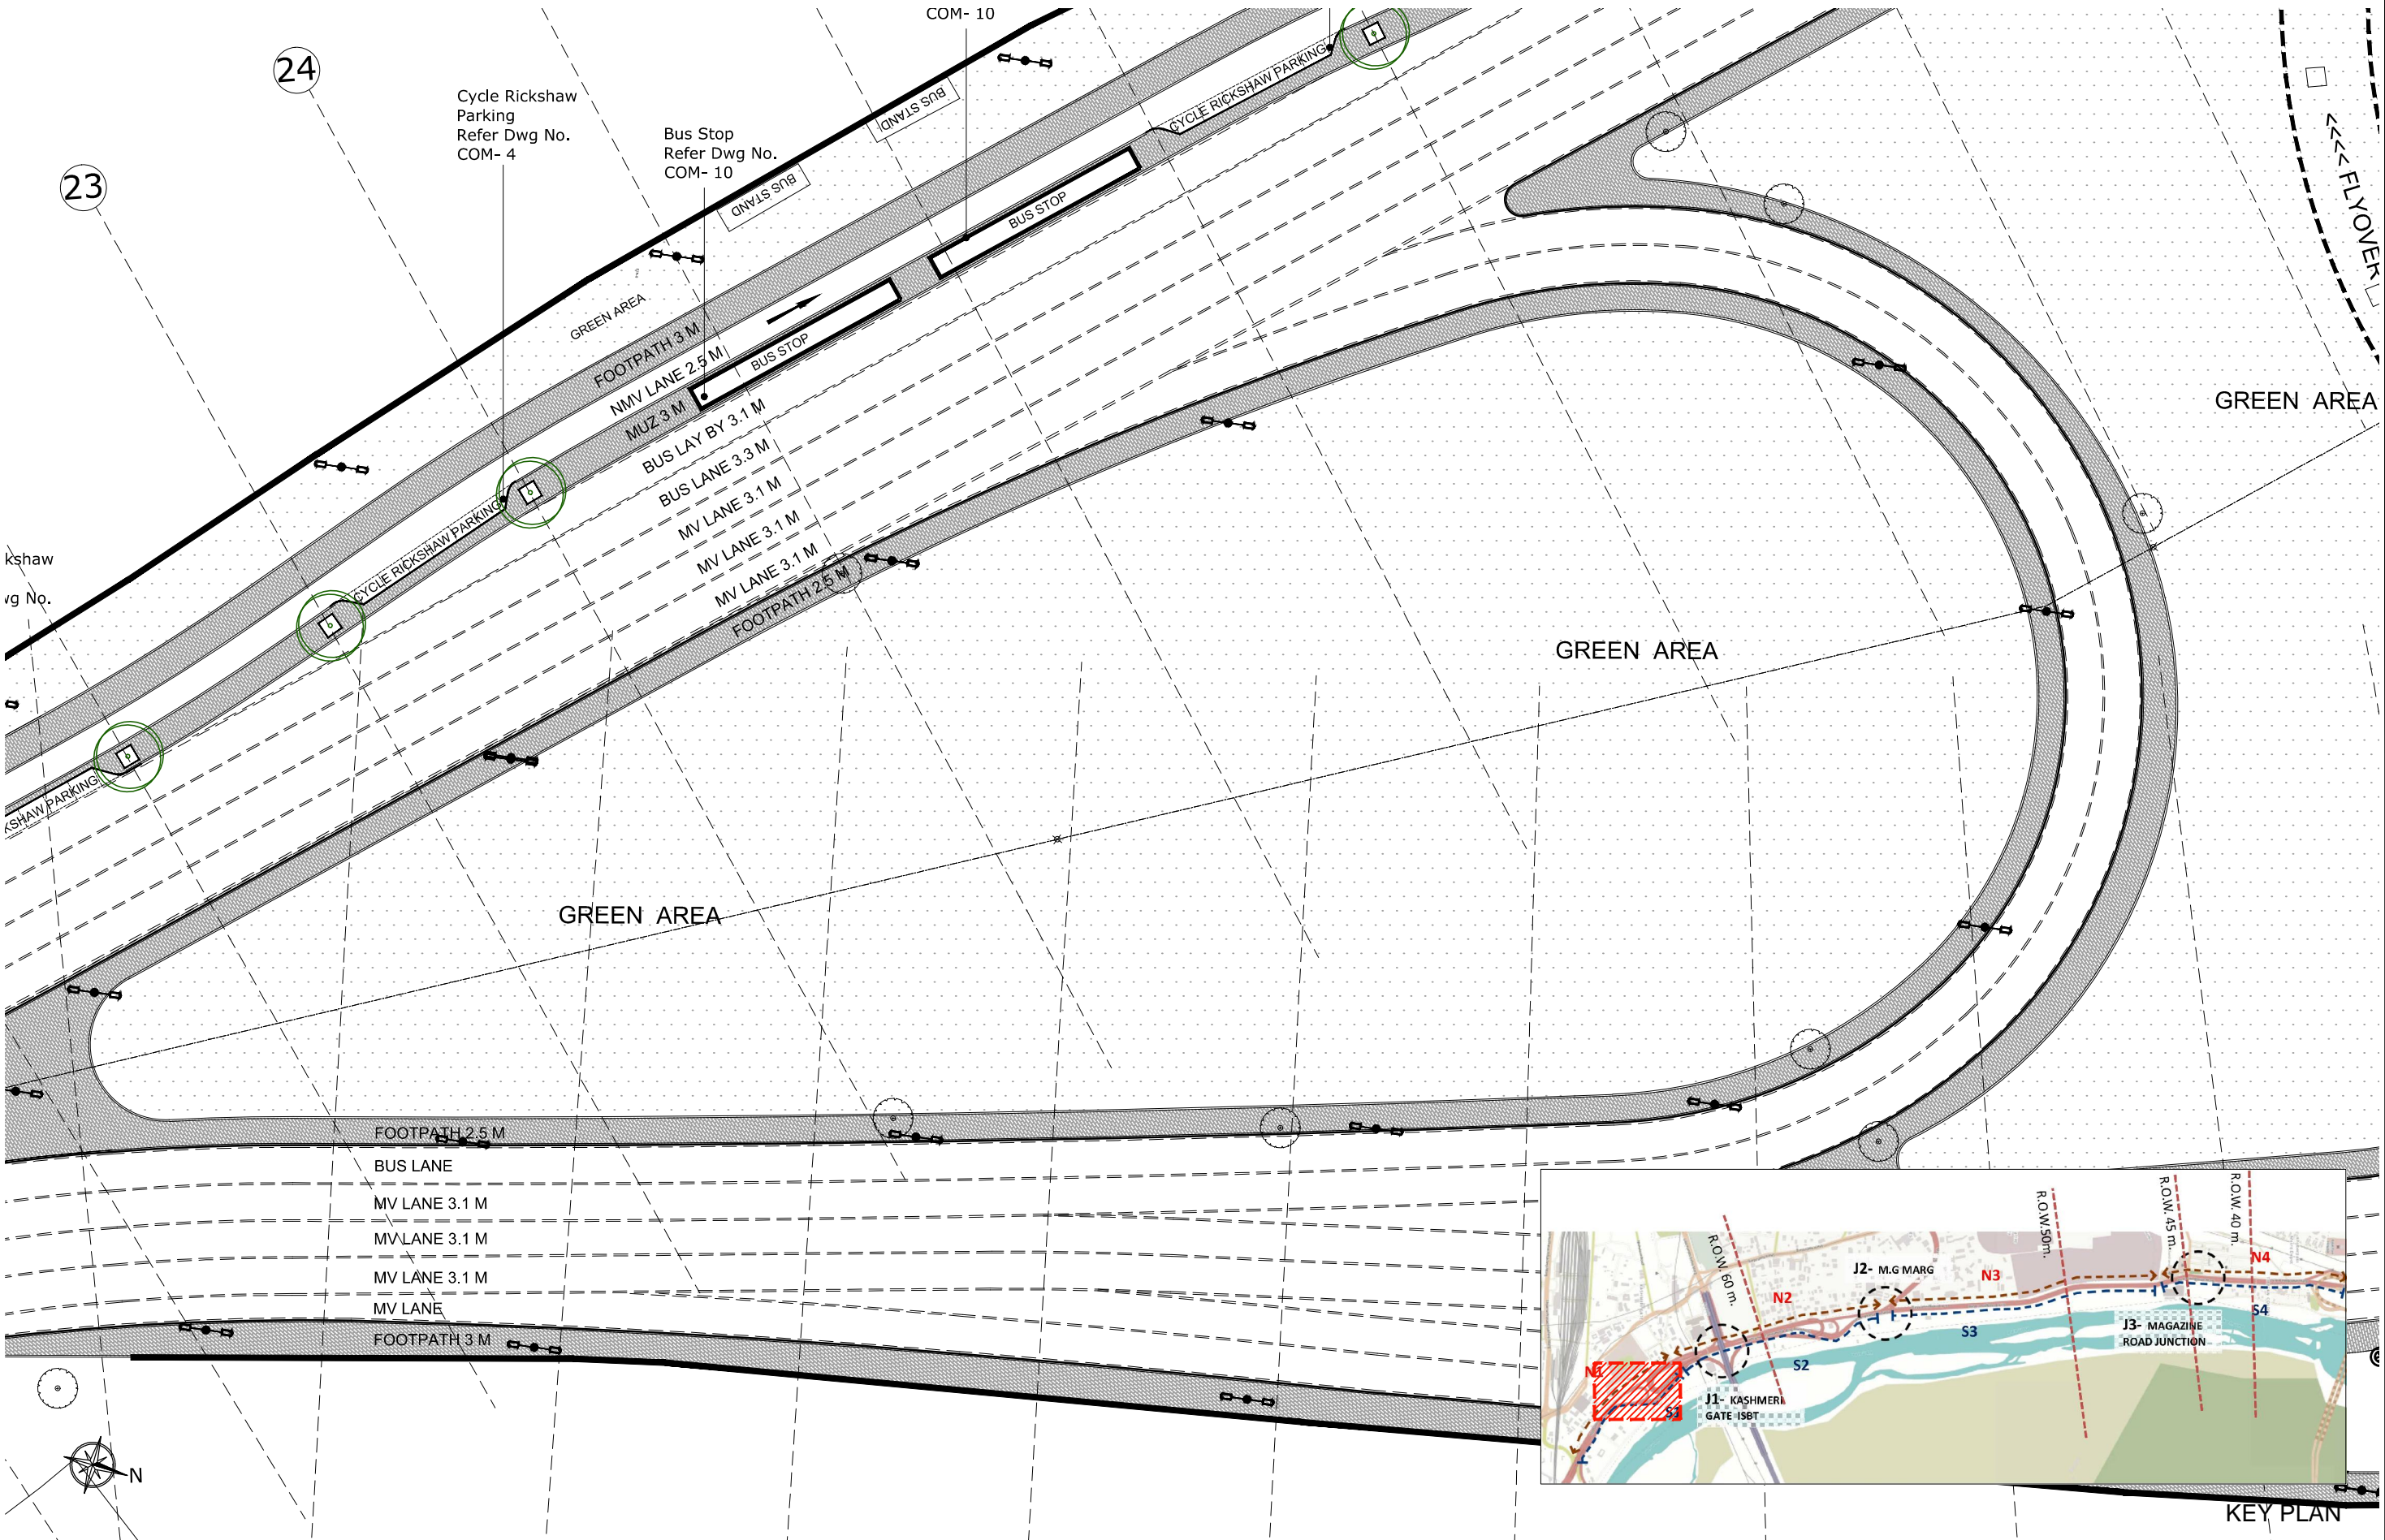 COM- 10
24
Cycle Rickshaw
Parking
Refer Dwg No.
COM- 4
Bus Stop
Refer Dwg No.
COM- 10
23
BUS STAND
BUS STAND
CYCLE RICKSHAW PARKING
BUS STOP
BUS STOP
<<<<FLYOVER
GREEN AREA
FOOTPATH 3 M
NMV LANE 2.5 M
MUZ 3 M
BUS LAY BY 3.1 M
BUS LANE 3.3 M
MV LANE 3.1 M
MV LANE 3.1 M
MV LANE 3.1 M
FOOTPATH 2.5 M
CYCLE RICKSHAW PARKING
kshaw
vg No.
KSHAW PARKING
GREEN AREA
GREEN AREA
GREEN AREA
FOOTPATH 2.5 M
BUS LANE
MV LANE 3.1 M
MV LANE 3.1 M
MV LANE 3.1 M
MV LANE
FOOTPATH 3 M
N
R.O.W. 60 m.
R.O.W.50m.
R.O.W. 45 m.
R.O.W. 40 m.
J2- M.G MARG
N1
N2
N3
N4
S1
S2
S3
S4
J1- KASHMERI
GATE ISBT
J3- MAGAZINE
ROAD JUNCTION
KEY PLAN